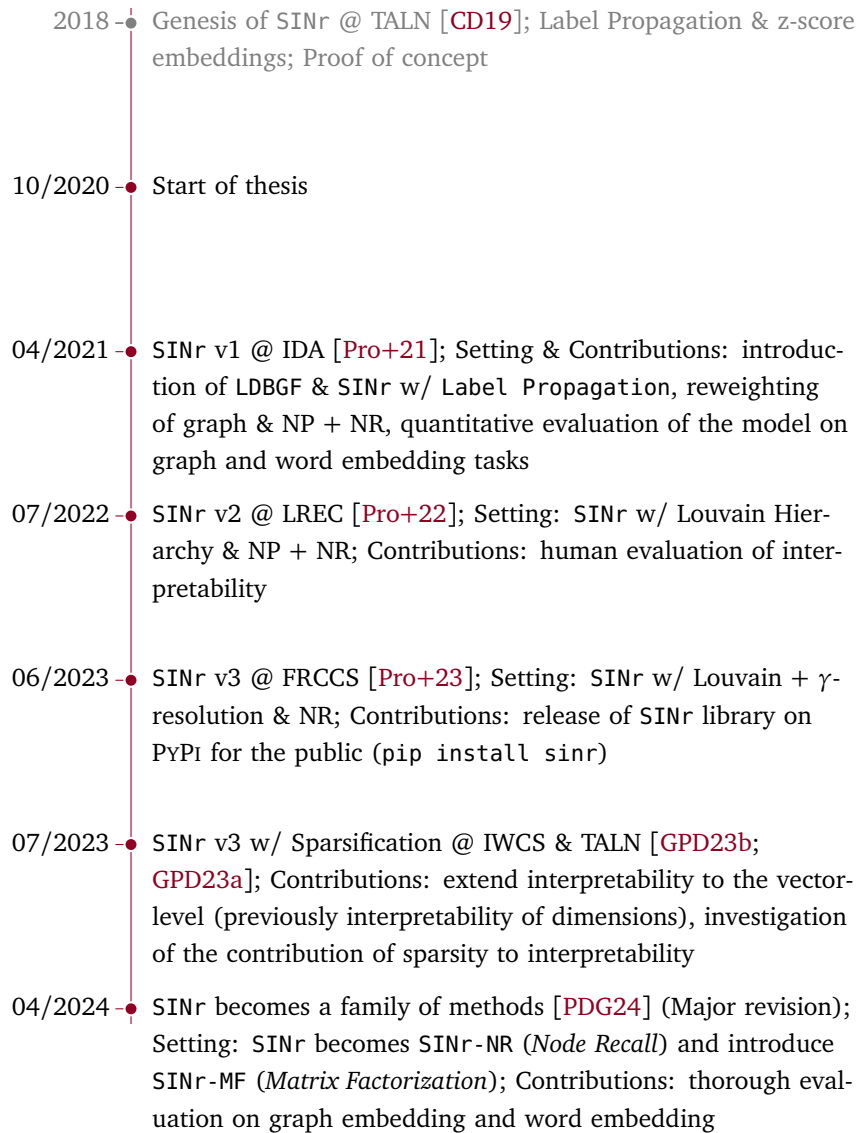 2018 Genesis of SINr @ TALN [CD19]; Label Propagation & z-score
embeddings; Proof of concept
10/2020 Start of thesis
04/2021 SINr v1 @ IDA [Pro+21]; Setting & Contributions: introduc-
tion of LDBGF & SINr w/ Label Propagation, reweighting
of graph & NP + NR, quantitative evaluation of the model on
graph and word embedding tasks
07/2022 SINr v2 @ LREC [Pro+22]; Setting: SINr w/ Louvain Hier-
archy & NP + NR; Contributions: human evaluation of inter-
pretability
06/2023 SINr v3 @ FRCCS [Pro+23]; Setting: SINr w/ Louvain + γ-
resolution & NR; Contributions: release of SINr library on
PYPI for the public (pip install sinr)
07/2023 SINr v3 w/ Sparsification @ IWCS & TALN [GPD23b;
GPD23a]; Contributions: extend interpretability to the vector-
level (previously interpretability of dimensions), investigation
of the contribution of sparsity to interpretability
04/2024 SINr becomes a family of methods [PDG24] (Major revision);
Setting: SINr becomes SINr-NR (Node Recall) and introduce
SINr-MF (Matrix Factorization); Contributions: thorough eval-
uation on graph embedding and word embedding